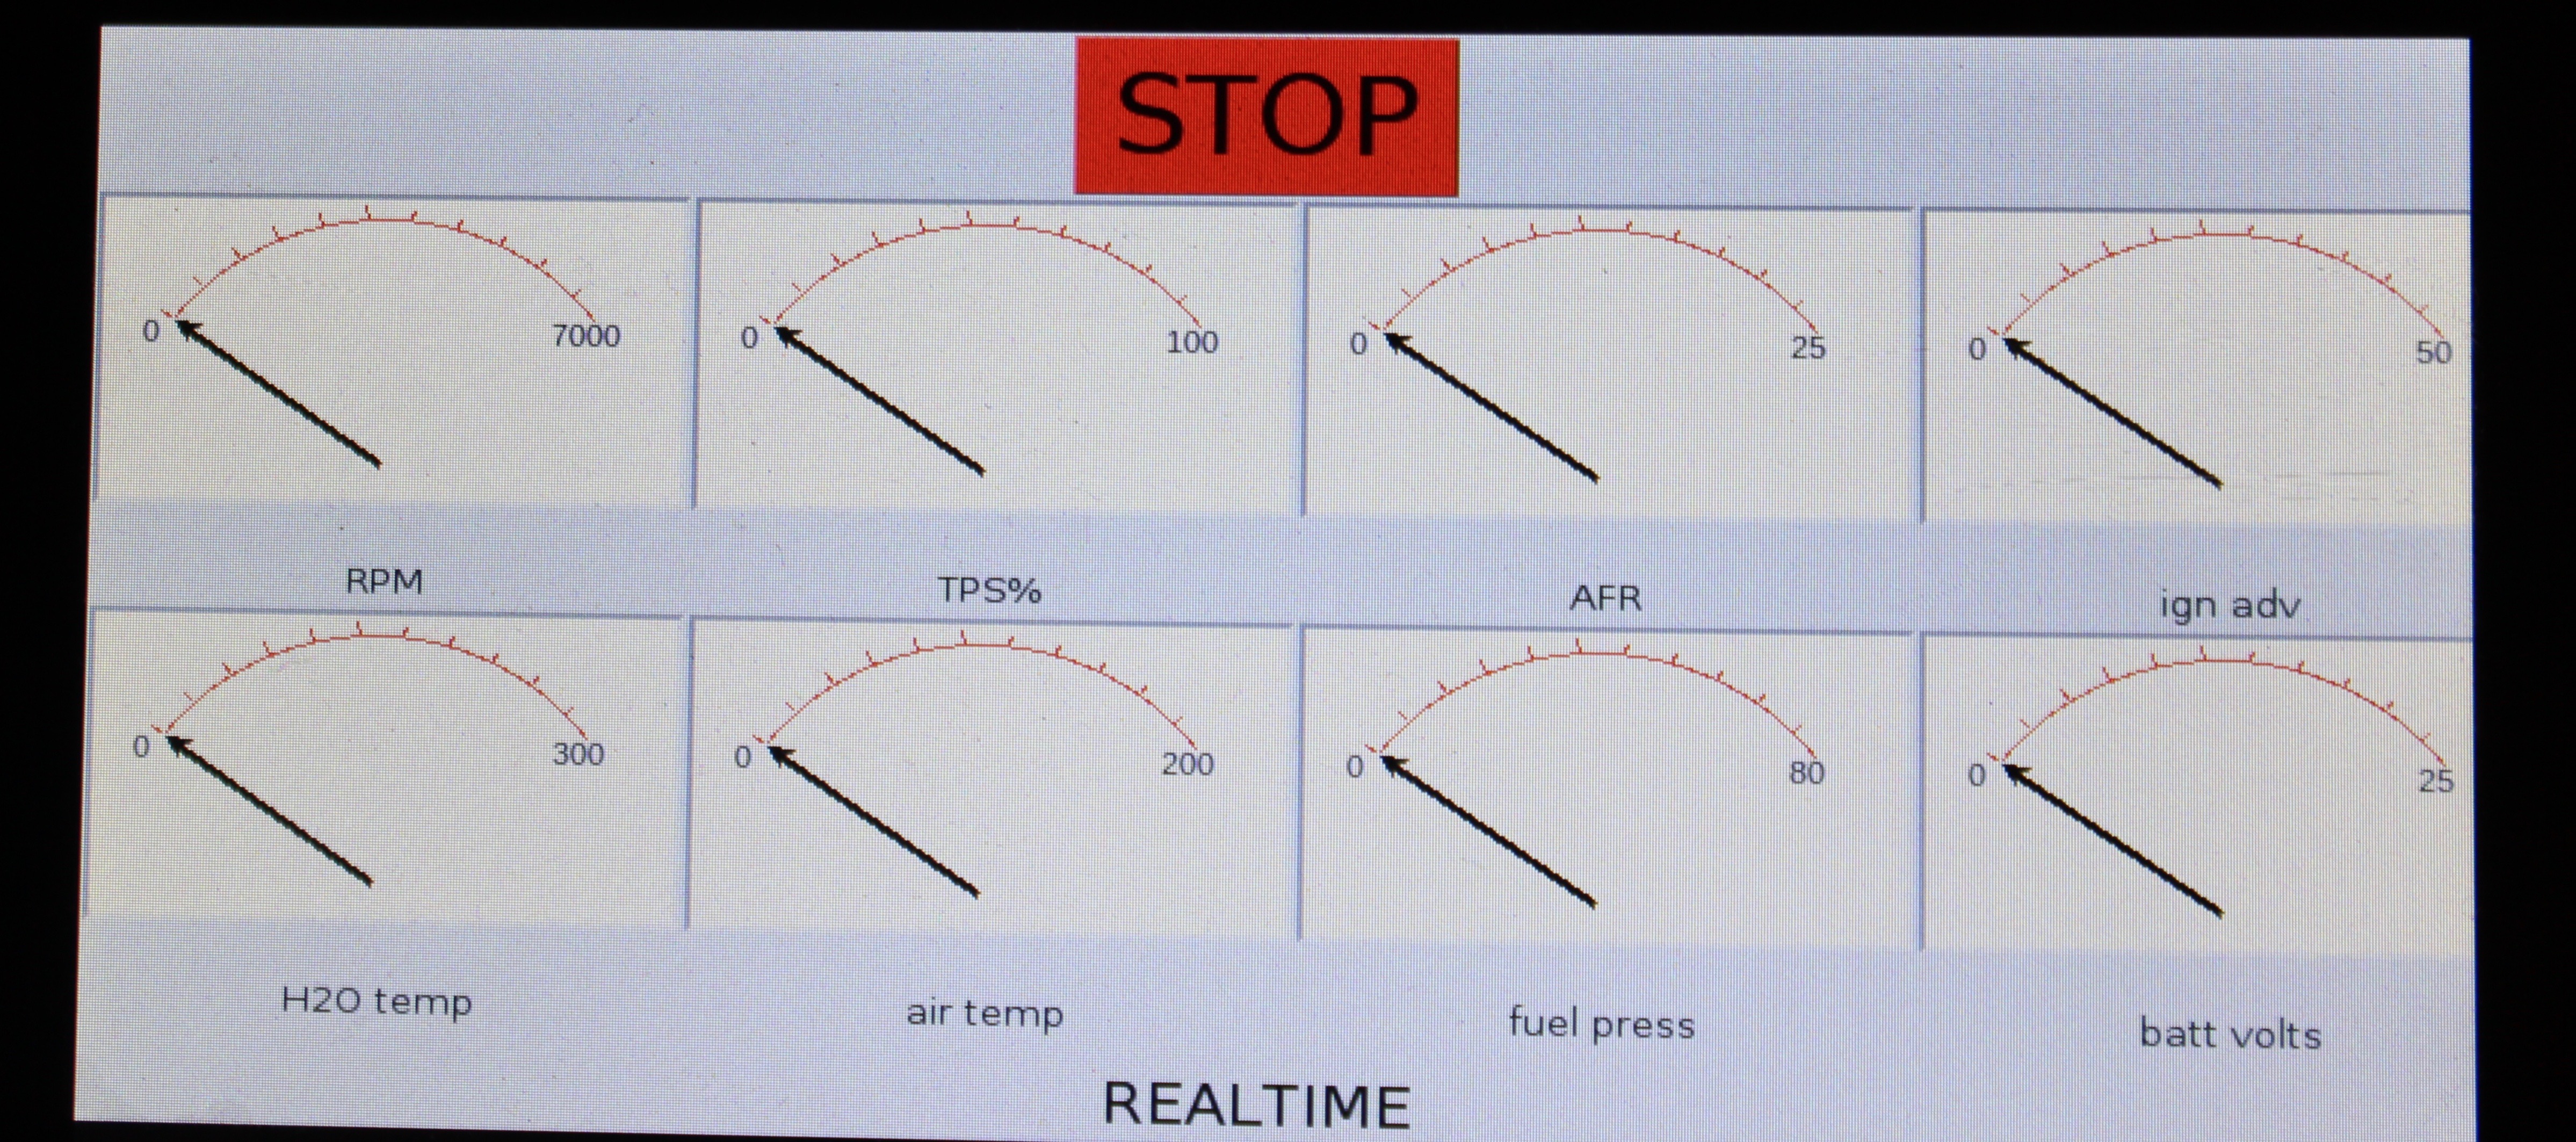 STOP
0 7000 0 100 0 25 0 50
RPM TPS% AFR ign adv
0 300 0 200 0 80 0 25
H2O temp air temp fuel press batt volts
REALTIME